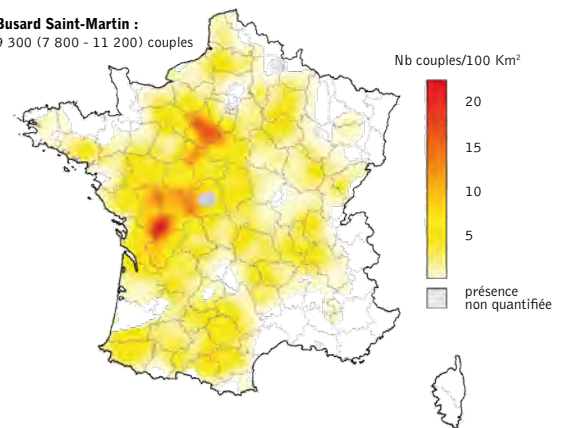 Busard Saint-Martin :
9 300 (7 800 - 11 200) couples
Nb couples/100 Km²
20
15
10
5
présence
non quantifiée